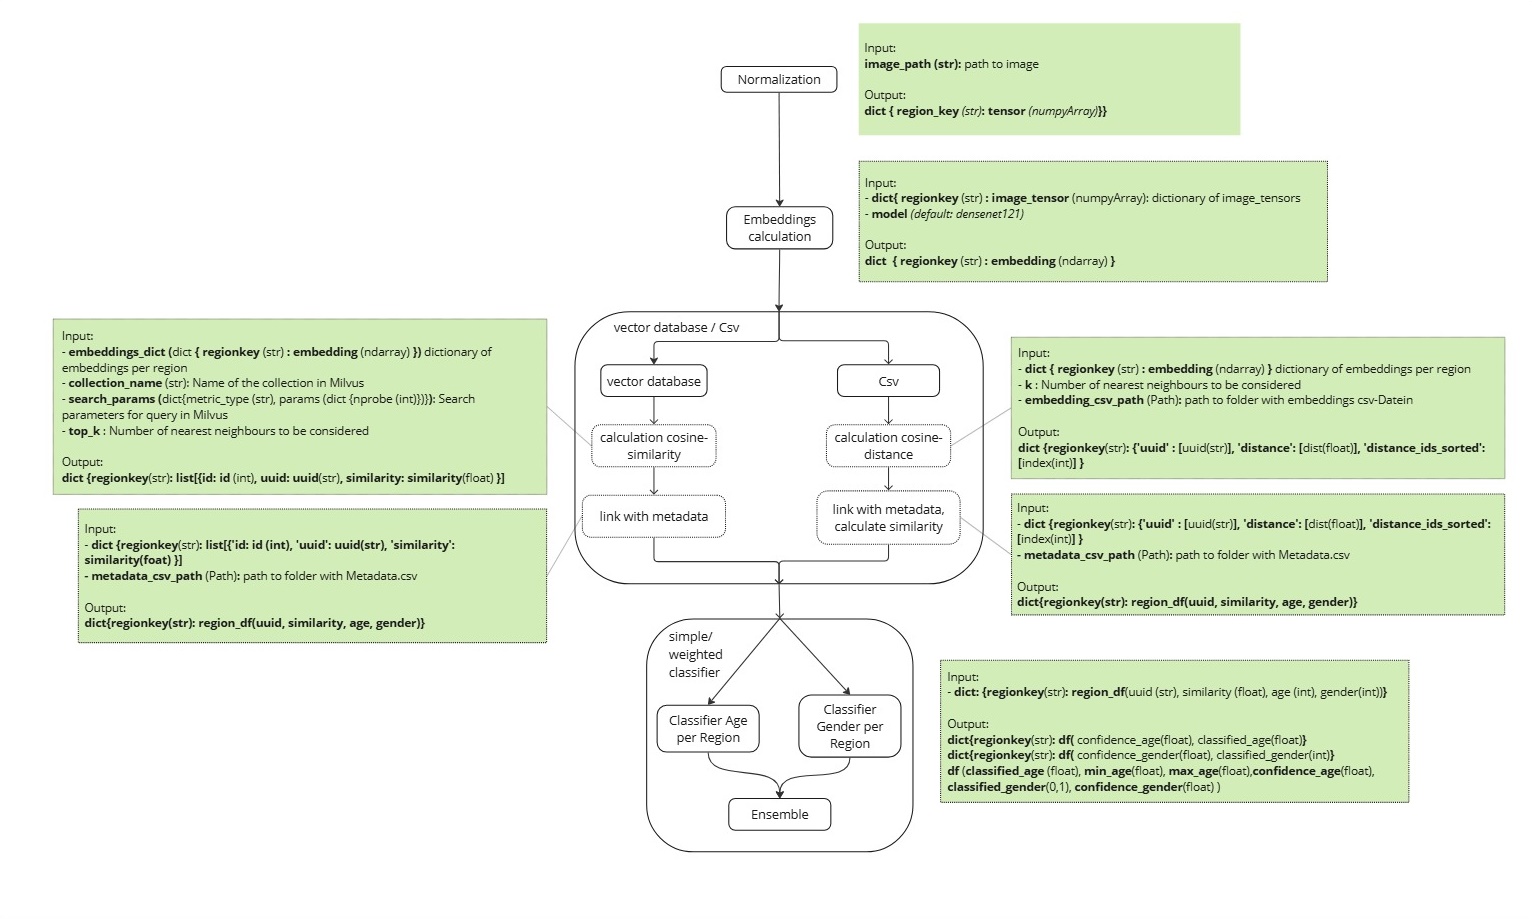 Normalization
Input:
image_path (str): path to image
Output:
dict { region_key (str): tensor (numpyArray)}}
Embeddings
calculation
Input:
- dict{ regionkey (str) : image_tensor (numpyArray): dictionary of image_tensors
- model (default: densenet121)
Output:
dict { regionkey (str) : embedding (ndarray) }
vector database / Csv
vector database
Csv
calculation cosine-
similarity
calculation cosine-
distance
link with metadata
link with metadata,
calculate similarity
Input:
- embeddings_dict (dict { regionkey (str) : embedding (ndarray) }) dictionary of
embeddings per region
- collection_name (str): Name of the collection in Milvus
- search_params (dict{metric_type (str), params (dict {nprobe (int)})}): Search
parameters for query in Milvus
- top_k : Number of nearest neighbours to be considered
Output:
dict {regionkey(str): list[{id: id (int), uuid: uuid(str), similarity: similarity(float) }]
Input:
- dict {regionkey(str): list[{'id: id (int), 'uuid': uuid(str), 'similarity':
similarity(foat) }]
- metadata_csv_path (Path): path to folder with Metadata.csv
Output:
dict{regionkey(str): region_df(uuid, similarity, age, gender)}
Input:
- dict { regionkey (str) : embedding (ndarray) } dictionary of embeddings per region
- k : Number of nearest neighbours to be considered
- embedding_csv_path (Path): path to folder with embeddings csv-Datein
Output:
dict {regionkey(str): {'uuid' : [uuid(str)], 'distance': [dist(float)], 'distance_ids_sorted':
[index(int)] }
Input:
- dict {regionkey(str): {'uuid' : [uuid(str)], 'distance': [dist(float)], 'distance_ids_sorted':
[index(int)] }
- metadata_csv_path (Path): path to folder with Metadata.csv
Output:
dict{regionkey(str): region_df(uuid, similarity, age, gender)}
simple/
weighted
classifier
Classifier Age
per Region
Classifier
Gender per
Region
Ensemble
Input:
- dict: {regionkey(str): region_df(uuid (str), similarity (float), age (int), gender(int))}
Output:
dict{regionkey(str): df( confidence_age(float), classified_age(float)}
dict{regionkey(str): df( confidence_gender(float), classified_gender(int)}
df (classified_age (float), min_age(float), max_age(float),confidence_age(float),
classified_gender(0,1), confidence_gender(float) )